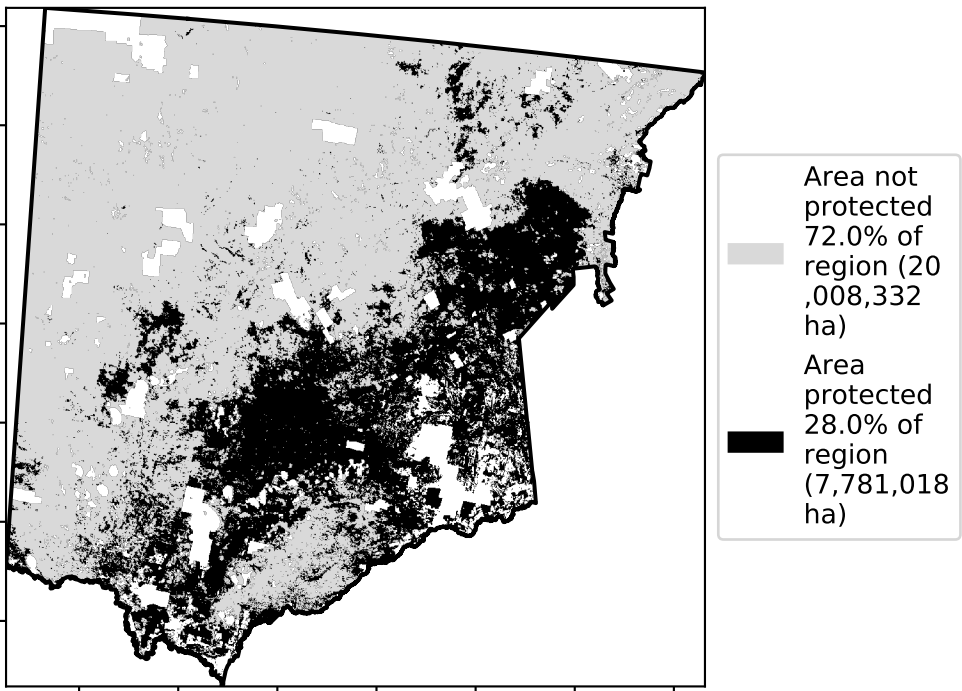 Area not
protected
72.0% of
region (20
,008,332
ha)
Area
protected
28.0% of
region
(7,781,018
ha)